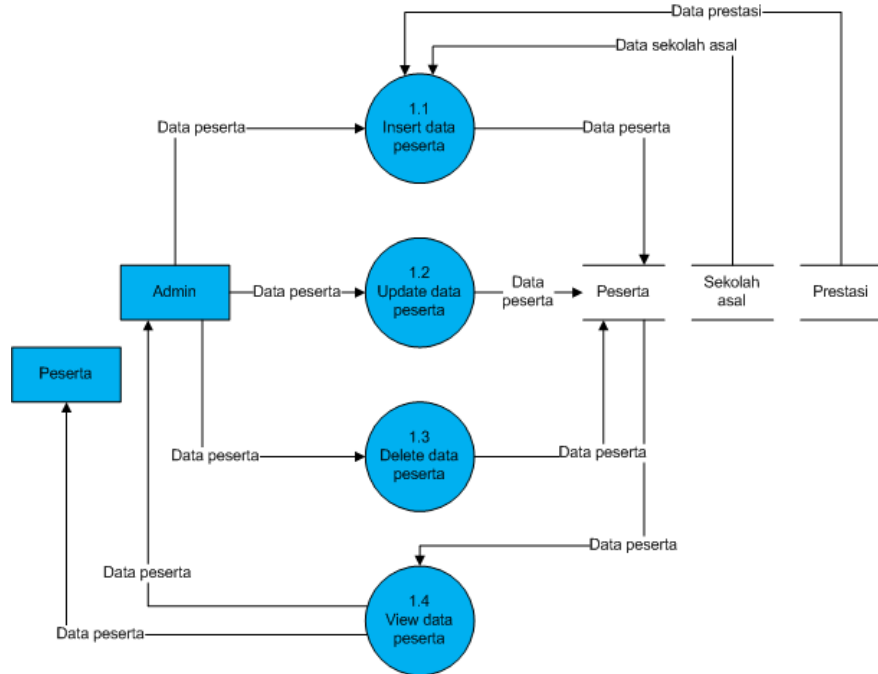 Data prestasi
Data sekolah asal
1.1
Insert data
peserta
Data peserta
Data peserta
Admin
Data peserta
1.2
Update data
peserta
Data
peserta
Peserta
Sekolah
asal
Prestasi
Peserta
Data peserta
1.3
Delete data
peserta
Data peserta
Data peserta
Data peserta
1.4
View data
peserta
Data peserta